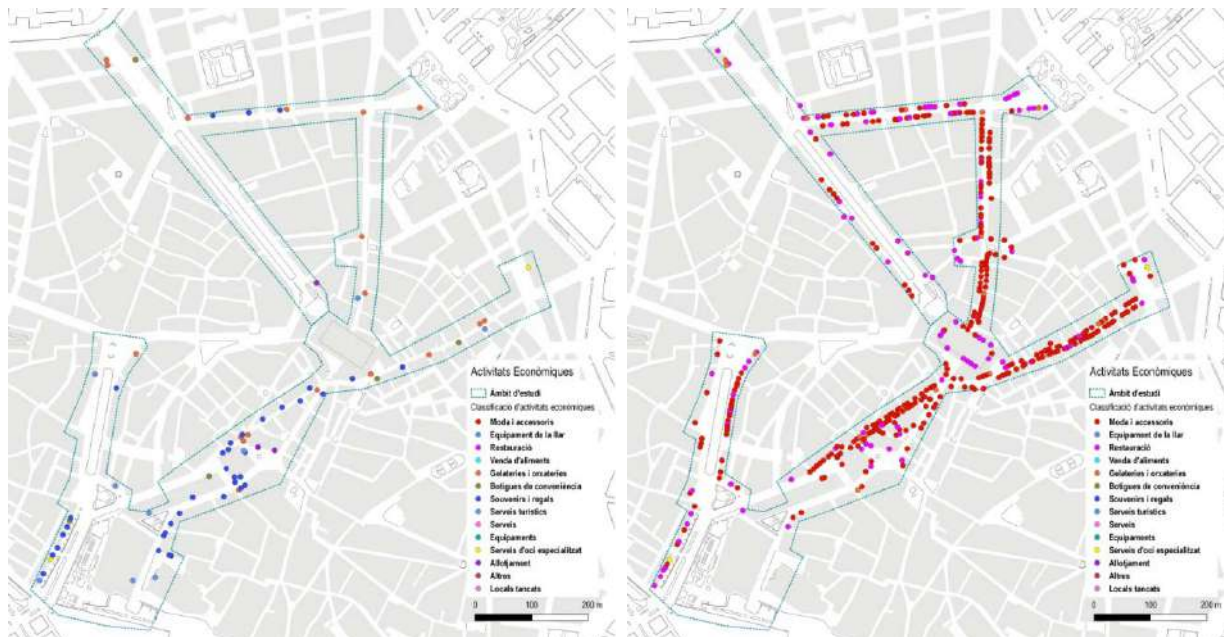 Activitats Econòmiques
Àmbit d'estudi
Classificació d'activitats econòmiques
Moda i accessoris
Equipament de la llar
Restauració
Venda d'aliments
Gelateries i orxateries
Botigues de conveniència
Souvenirs i regals
Serveis turístics
Serveis
Equipaments
Serveis d'oci especialitzat
Allotjament
Altres
Locals tancats
0 100 200 m
Activitats Econòmiques
Àmbit d'estudi
Classificació d'activitats econòmiques
Moda i accessoris
Equipament de la llar
Restauració
Venda d'aliments
Gelateries i orxateries
Botigues de conveniència
Souvenirs i regals
Serveis turístics
Serveis
Equipaments
Serveis d'oci especialitzat
Allotjament
Altres
Locals tancats
0 100 200 m